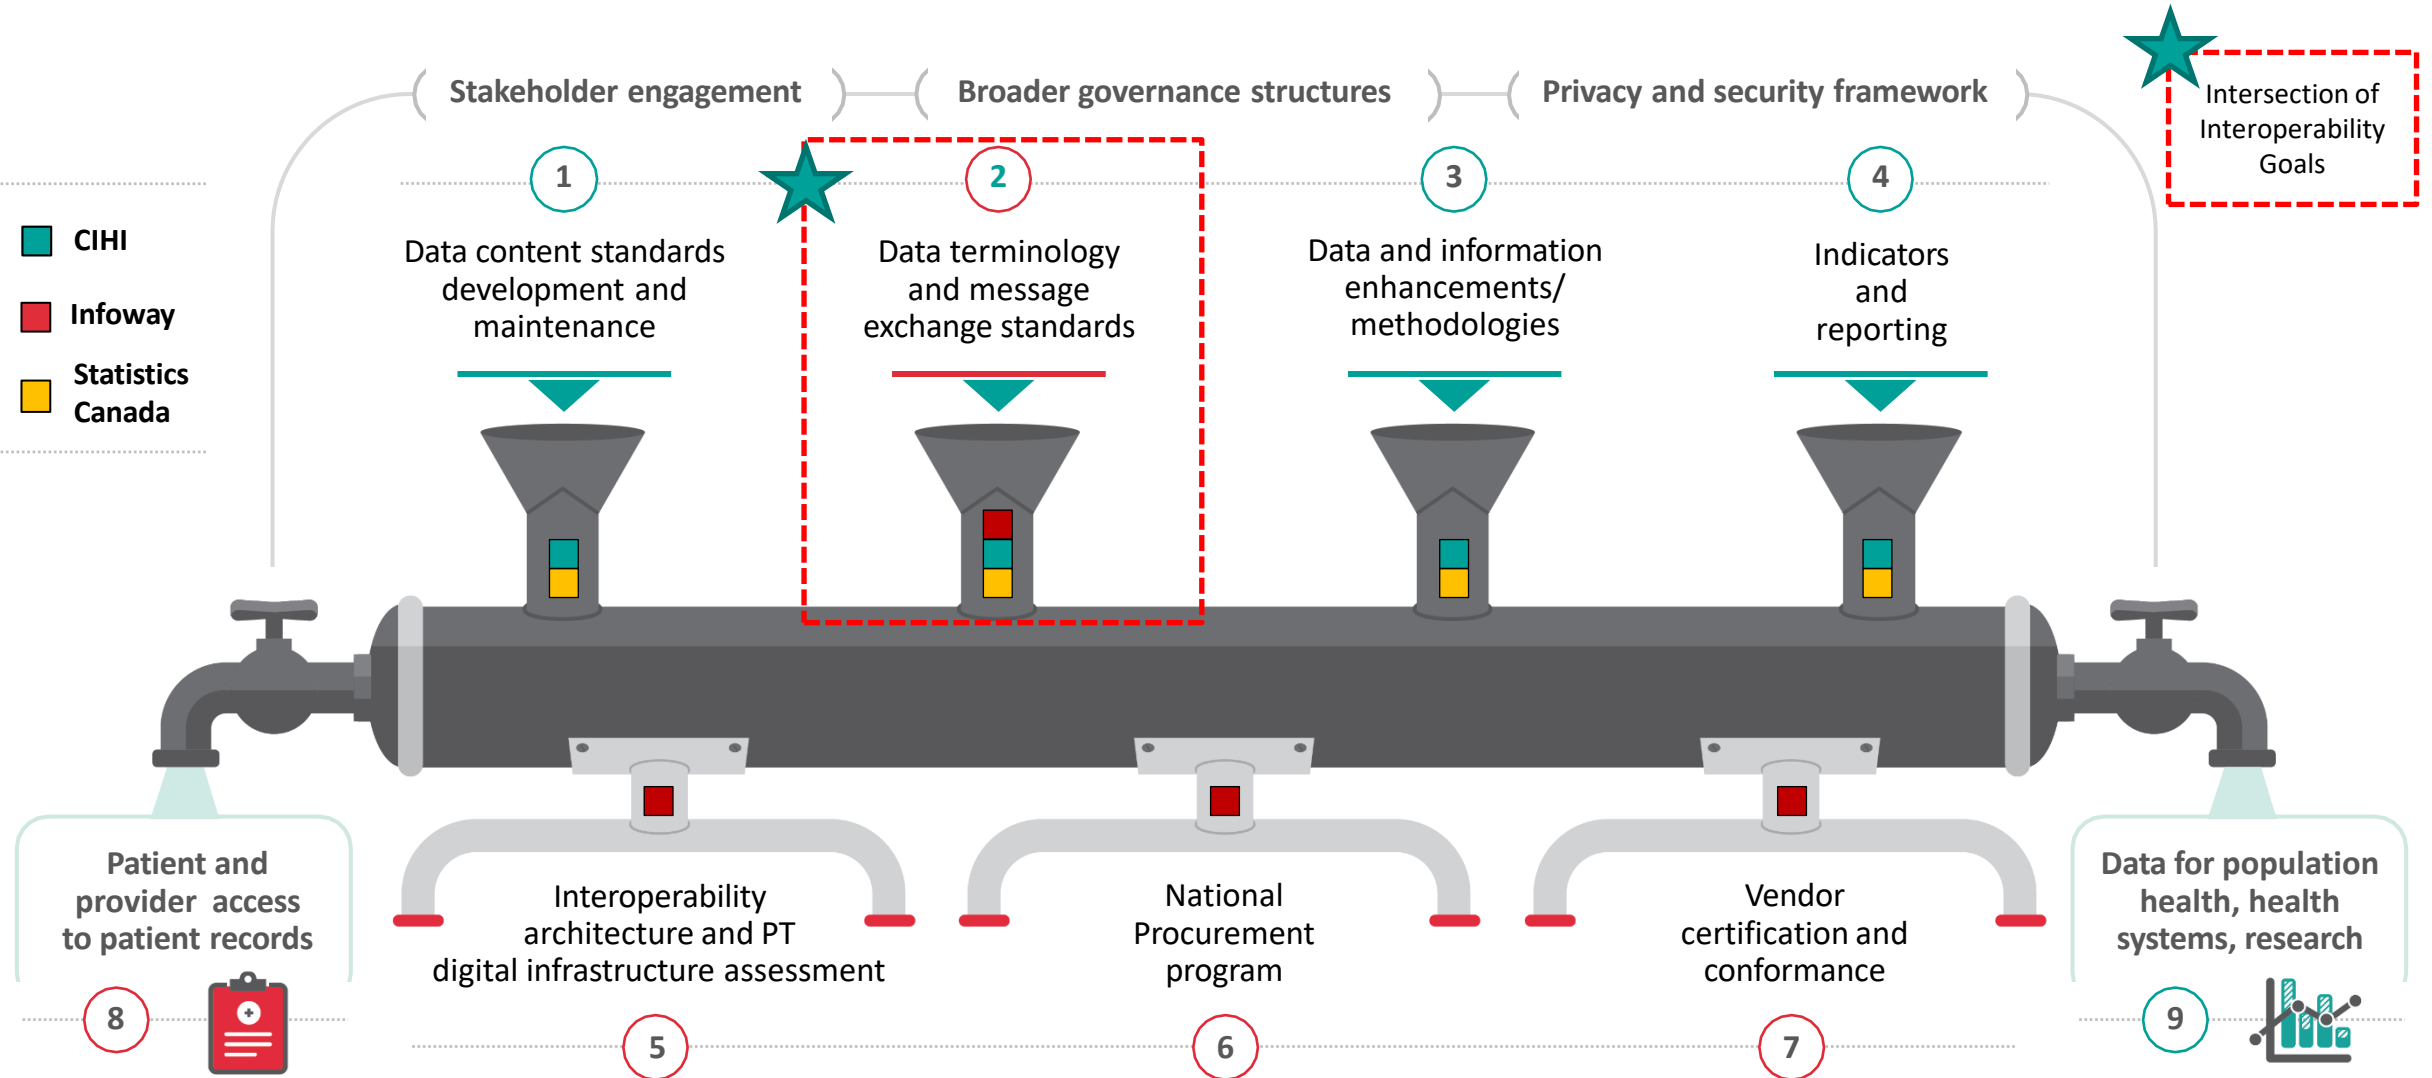 Stakeholder engagement
Broader governance structures
Privacy and security framework
Intersection of
Interoperability
Goals
CIHI
Infoway
Statistics
Canada
1
Data content standards
development and
maintenance
2
Data terminology
and message
exchange standards
3
Data and information
enhancements/
methodologies
4
Indicators
and
reporting
Patient and
provider access
to patient records
8
Interoperability
architecture and PT
digital infrastructure assessment
5
National
Procurement
program
6
Vendor
certification and
conformance
7
Data for population
health, health
systems, research
9